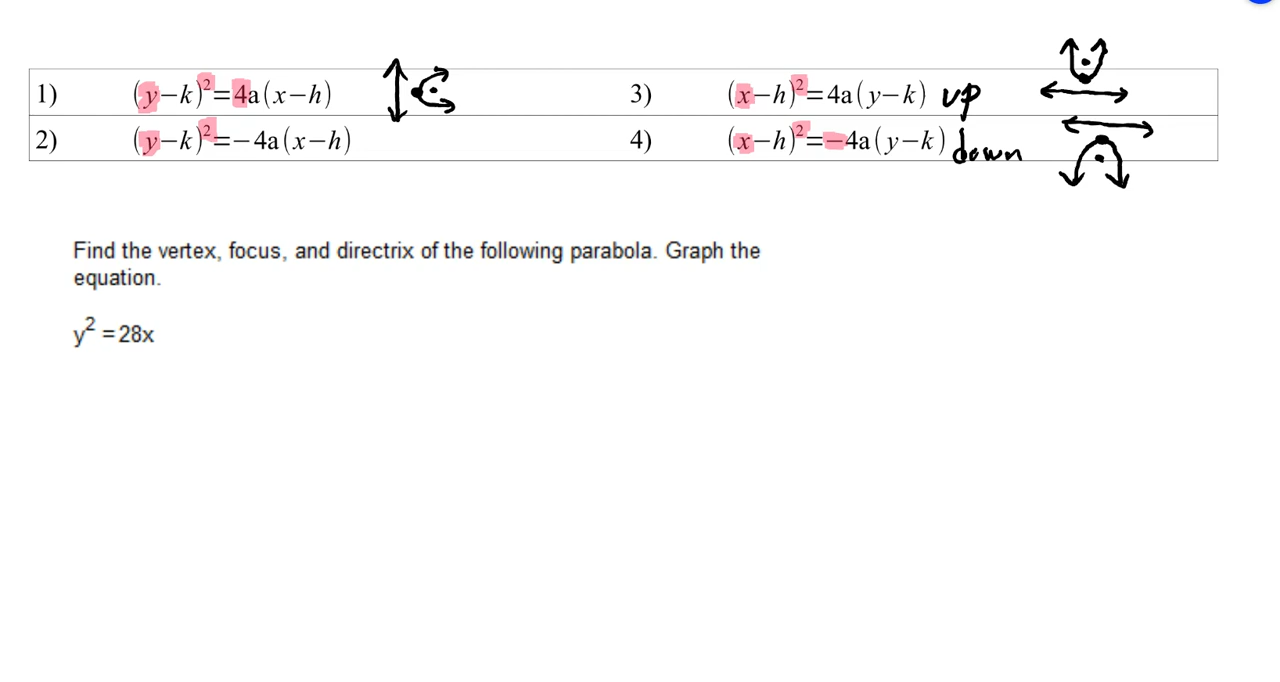 1) (y−k)²=4a(x−h) 3) (x−h)²=4a(y−k) up
2) (y−k)²=−4a(x−h) 4) (x−h)²=−4a(y−k) down
Find the vertex, focus, and directrix of the following parabola. Graph the
equation.
y² =28x